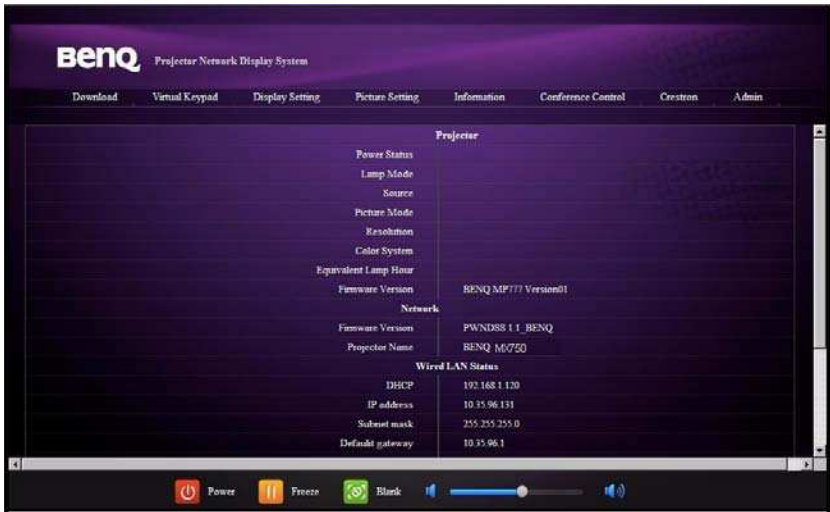 BenQ Projector Network Display System
Download Virtual Keypad Display Setting Picture Setting Information Conference Control Crestron Admin
Projector
Power Status
Lamp Mode
Source
Picture Mode
Resolution
Color System
Equivalent Lamp Hour
Firmware Version BENQ MP777 Version01
Network
Firmware Version PWNDS8 1.1_BENQ
Projector Name BENQ MX750
Wired LAN Status
DHCP 192.168.1.120
IP address 10.35.96.131
Subnet mask 255.255.255.0
Default gateway 10.35.96.1
Power Freeze Blank